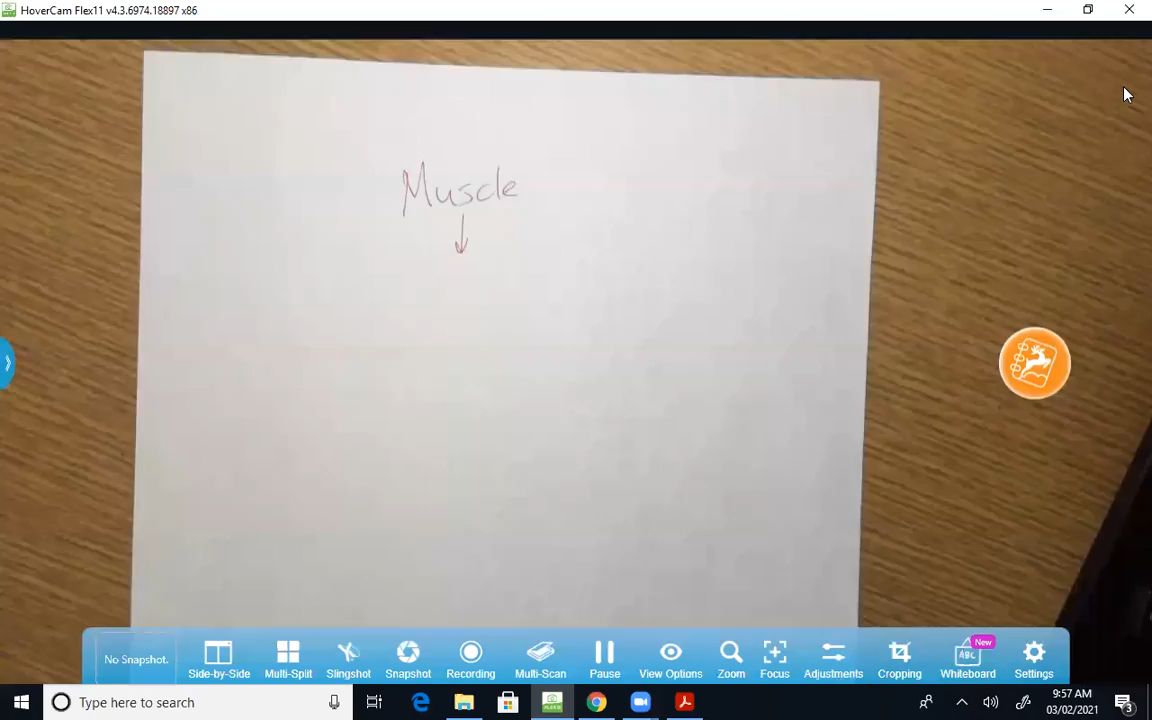 HoverCam Flex11 v4.3.6974.18897 x86
Muscle
No Snapshot.
Side-by-Side
Multi-Split
Slingshot
Snapshot
Recording
Multi-Scan
Pause
View Options
Zoom
Focus
Adjustments
Cropping
New
ABC
Whiteboard
Settings
Type here to search
9:57 AM
03/02/2021
3